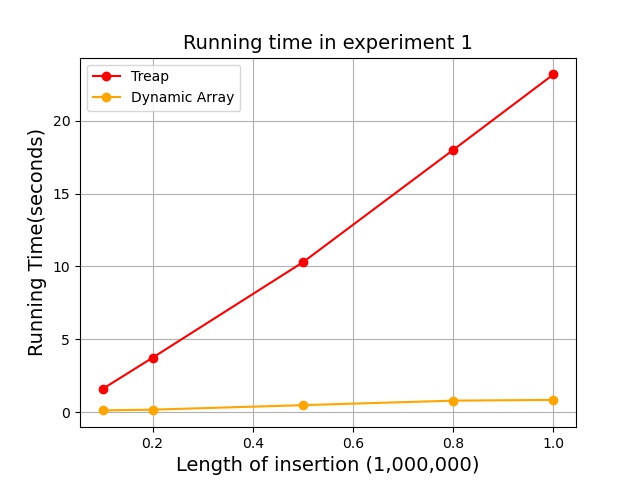 Running time in experiment 1
Treap
Dynamic Array
20
15
10
5
0
Running Time(seconds)
0.2
0.4
0.6
0.8
1.0
Length of insertion (1,000,000)